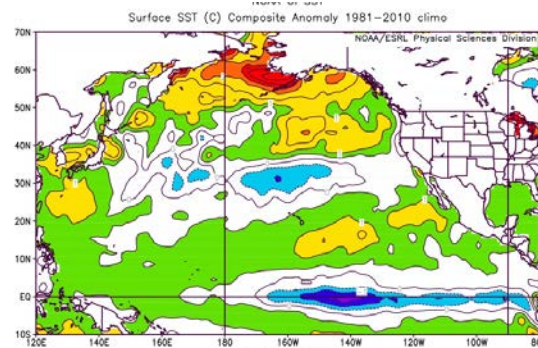 Surface SST (C) Composite Anomaly 1981-2010 climo
NOAA/ESRL Physical Sciences Division
70N
60N
50N
40N
30N
20N
10N
EQ
10S
120E 140E 160E 180 160W 140W 120W 100W